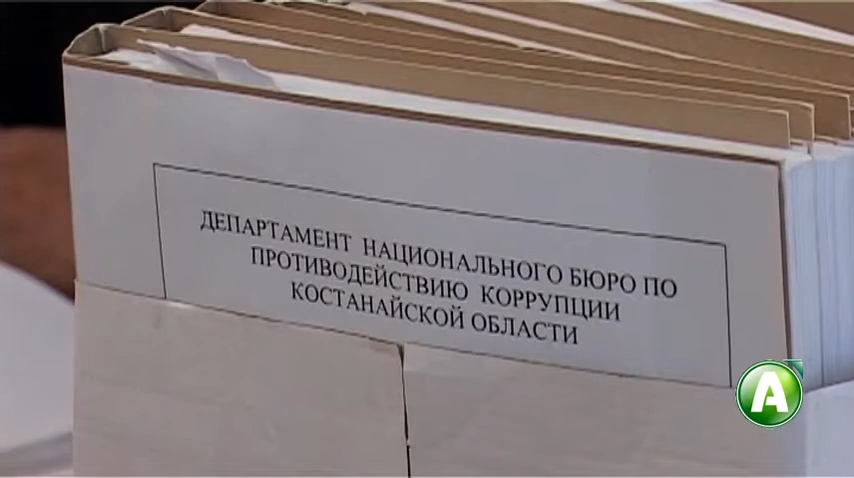 ДЕПАРТАМЕНТ НАЦИОНАЛЬНОГО БЮРО ПО
ПРОТИВОДЕЙСТВИЮ КОРРУПЦИИ
КОСТАНАЙСКОЙ ОБЛАСТИ
А